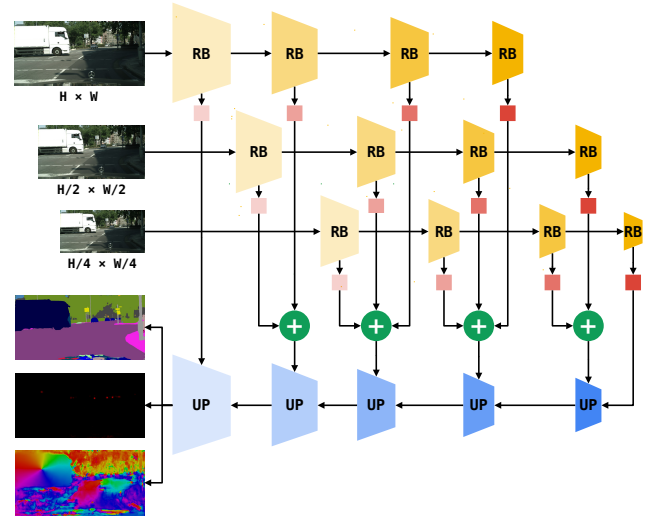 RB RB RB RB
H × W
RB RB RB RB
H/2 × W/2
RB RB RB RB
H/4 × W/4
+ + + +
UP UP UP UP UP